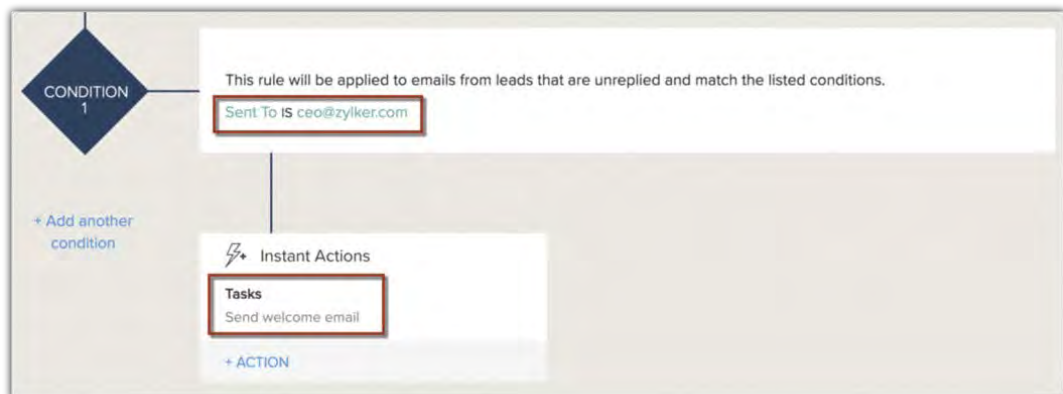 CONDITION
1
This rule will be applied to emails from leads that are unreplied and match the listed conditions.
Sent To IS ceo@zylker.com
+ Add another
condition
Instant Actions
Tasks
Send welcome email
+ ACTION